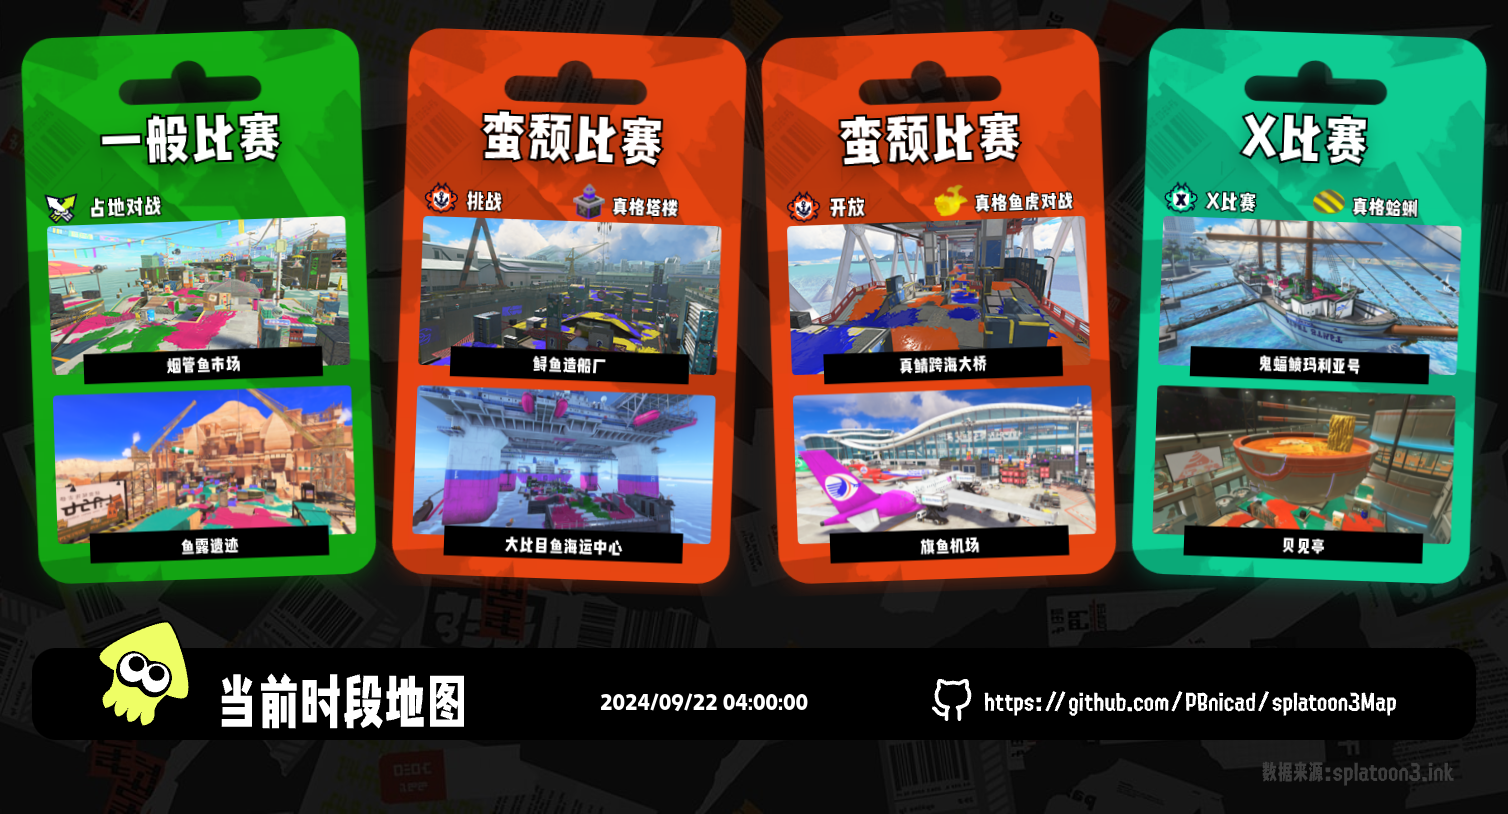 一般比赛
占地对战
烟管鱼市场
鱼露遗迹
蛮颓比赛
挑战
真格塔楼
鲟鱼造船厂
大比目鱼海运中心
蛮颓比赛
开放
真格鱼虎对战
真鲷跨海大桥
旗鱼机场
X比赛
X比赛
真格蛤蜊
鬼蝠鲼玛利亚号
贝见亭
当前时段地图
2024/09/22 04:00:00
https://github.com/PBnicad/splatoon3Map
数据来源:splatoon3.ink